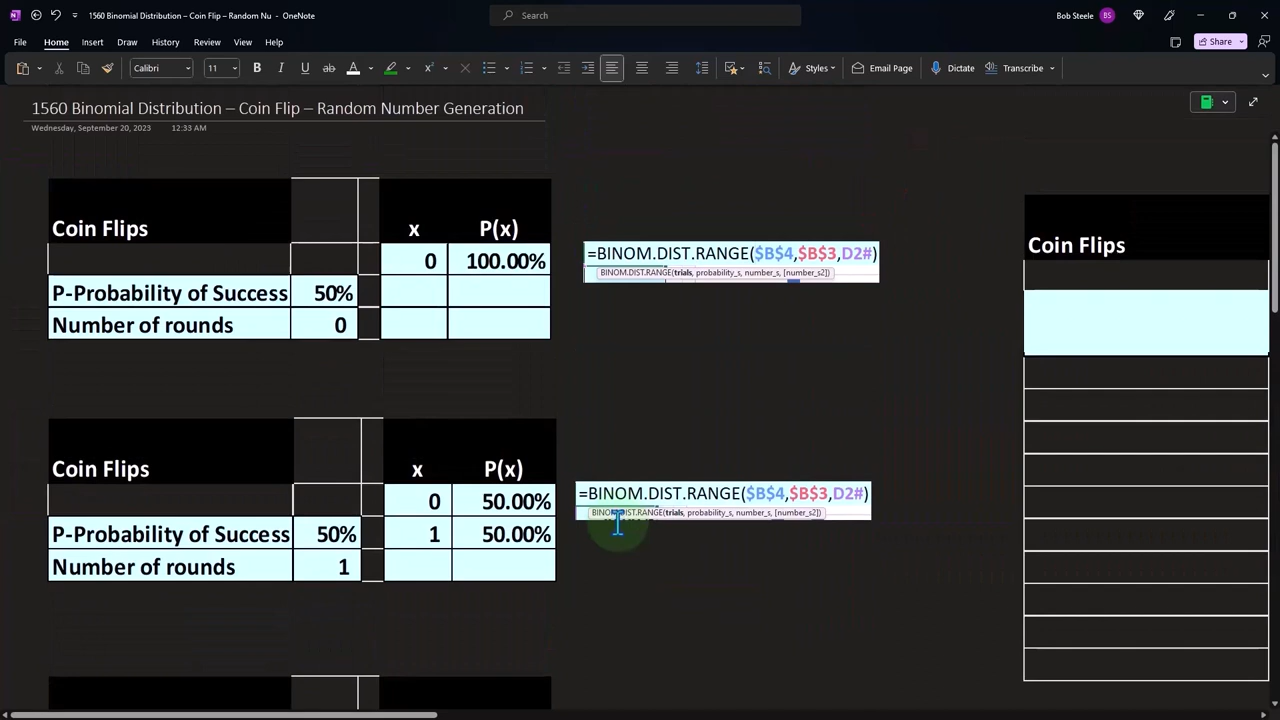 1560 Binomial Distribution – Coin Flip – Random Nu - OneNote
Search
Bob Steele BS
File Home Insert Draw History Review View Help
Share
Calibri 11 B I U ab A x Styles Email Page Dictate Transcribe
1560 Binomial Distribution – Coin Flip – Random Number Generation
Wednesday, September 20, 2023 12:33 AM
Coin Flips x P(x)
0 100.00%
P-Probability of Success 50%
Number of rounds 0
=BINOM.DIST.RANGE($B$4,$B$3,D2#)
BINOM.DIST.RANGE(trials, probability_s, number_s, [number_s2])
Coin Flips
Coin Flips x P(x)
0 50.00%
P-Probability of Success 50% 1 50.00%
Number of rounds 1
=BINOM.DIST.RANGE($B$4,$B$3,D2#)
BINOM.DIST.RANGE(trials, probability_s, number_s, [number_s2])